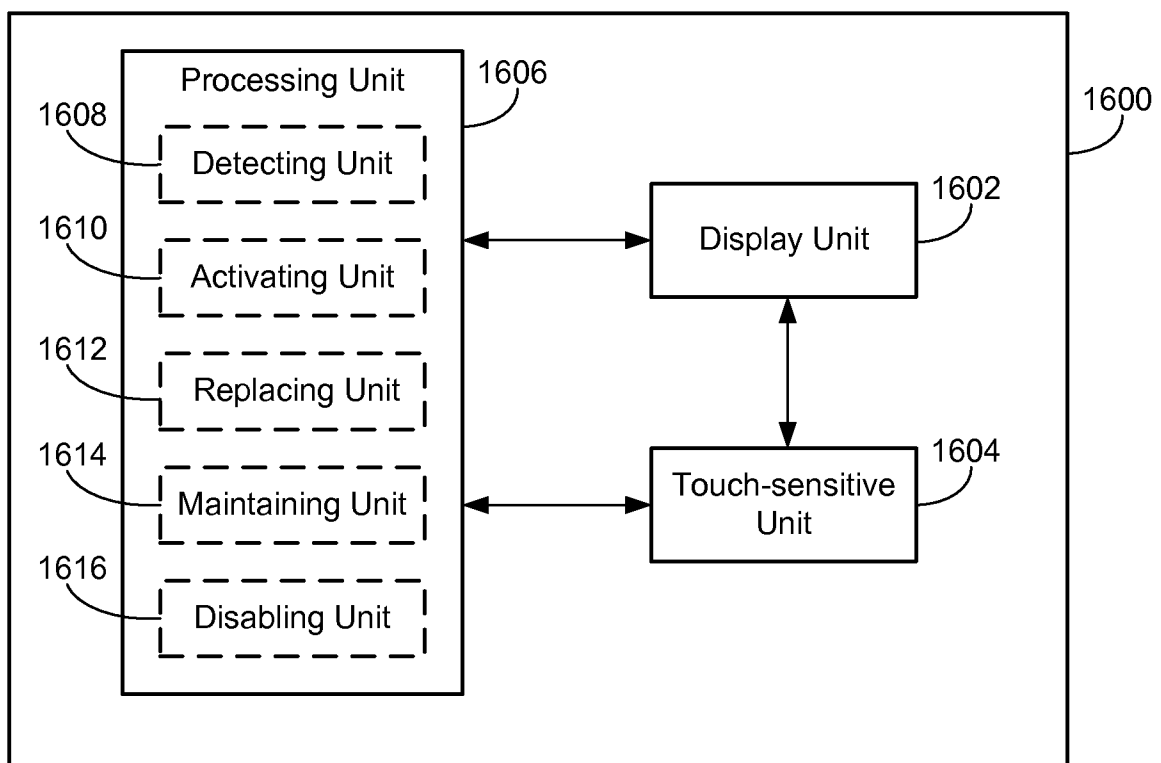 Processing Unit
1606
1600
1608
Detecting Unit
1602
Display Unit
1610
Activating Unit
1612
Replacing Unit
1614
Maintaining Unit
1604
Touch-sensitive
Unit
1616
Disabling Unit